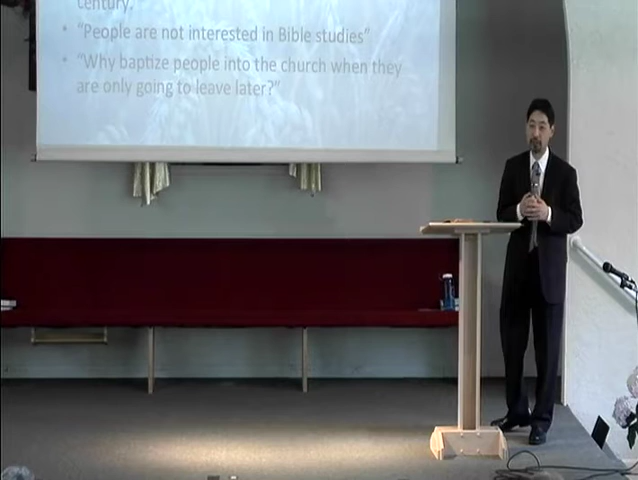 century.
• "People are not interested in Bible studies"
• "Why baptize people into the church when they
are only going to leave later?"